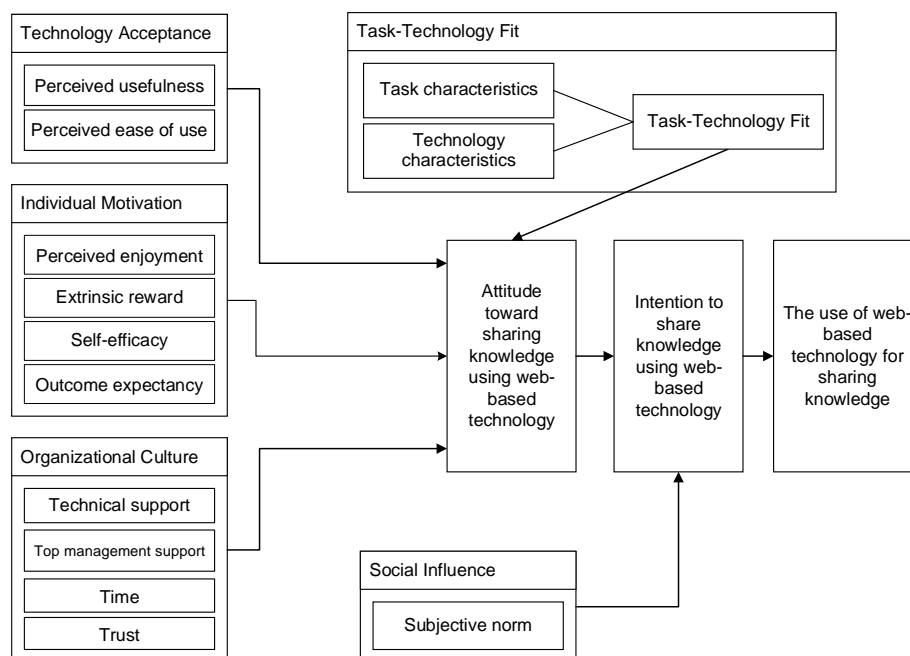 Technology Acceptance
Perceived usefulness
Perceived ease of use
Individual Motivation
Perceived enjoyment
Extrinsic reward
Self-efficacy
Outcome expectancy
Organizational Culture
Technical support
Top management support
Time
Trust
Task-Technology Fit
Task characteristics
Technology
characteristics
Task-Technology Fit
Attitude
toward
sharing
knowledge
using web-
based
technology
Intention to
share
knowledge
using web-
based
technology
The use of web-
based
technology for
sharing
knowledge
Social Influence
Subjective norm